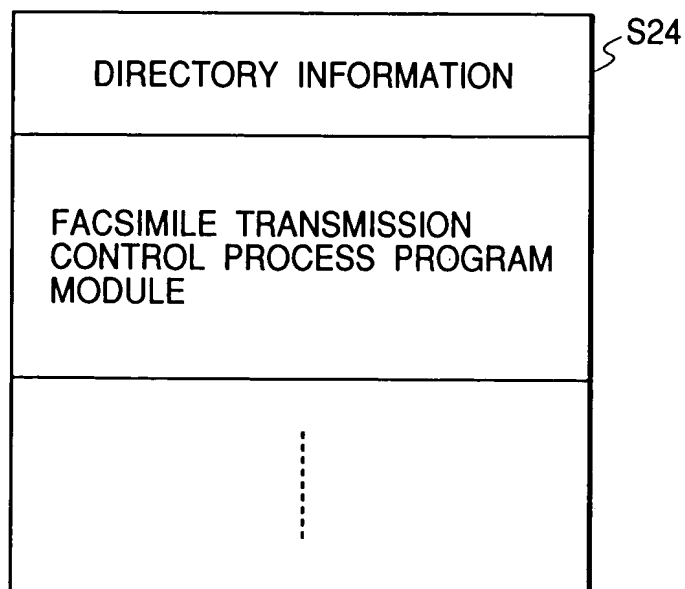 S24
DIRECTORY INFORMATION
FACSIMILE TRANSMISSION
CONTROL PROCESS PROGRAM
MODULE